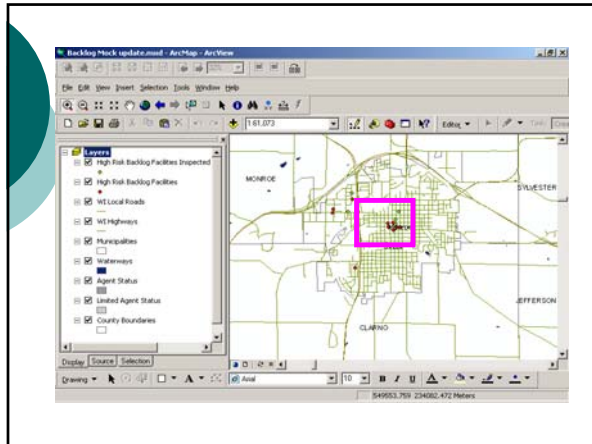 Backlog Mock update.mxd - ArcMap - ArcView
File Edit View Insert Selection Tools Window Help
1:61,073
Editor
Layers
High Risk Backlog Facilities Inspected
High Risk Backlog Facilities
WI Local Roads
WI Highways
Municipalities
Waterways
Agent Status
Limited Agent Status
County Boundaries
MONROE
SYLVESTER
JEFFERSON
CLARNO
Display Source Selection
Drawing A Arial 10 B I U A
549553.759 234082.472 Meters